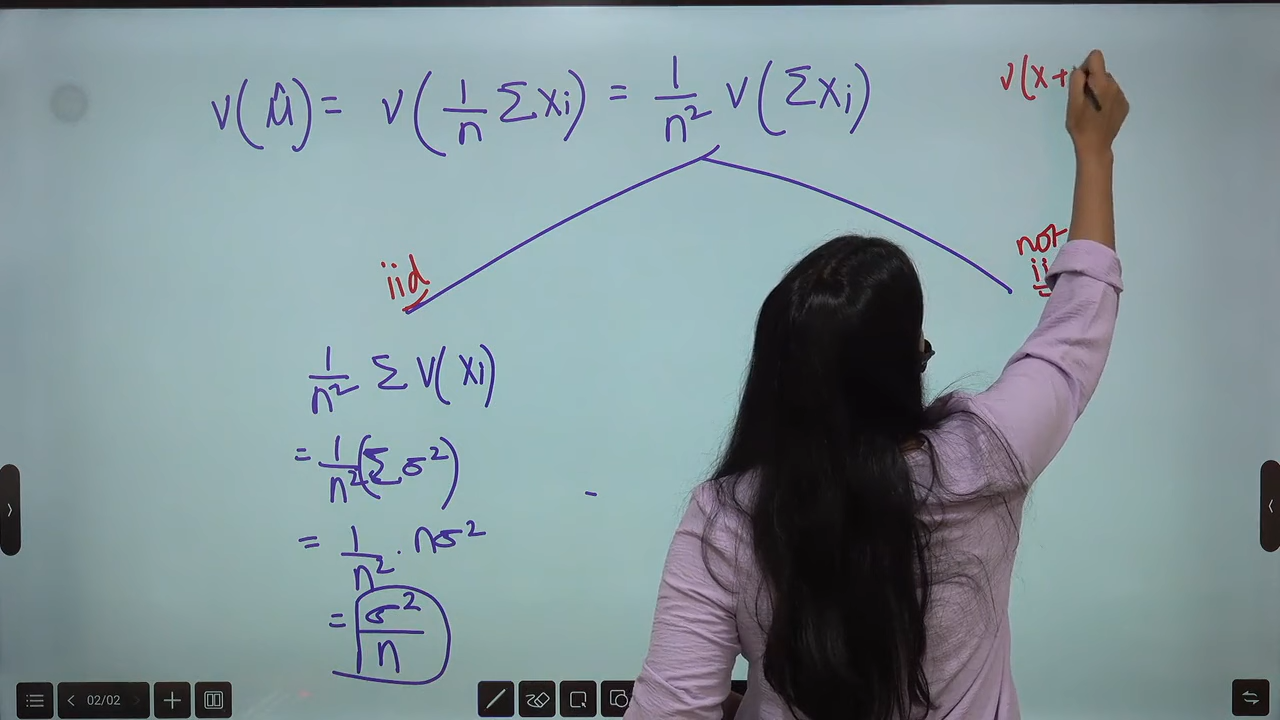 V(μ̂) = V(1/n Σxi) = 1/n² V(Σxi)
V(x+
iid
not
1/n² Σ V(xi)
= 1/n² (Σσ²)
-
= 1/n² . nσ²
= σ²/n
02/02